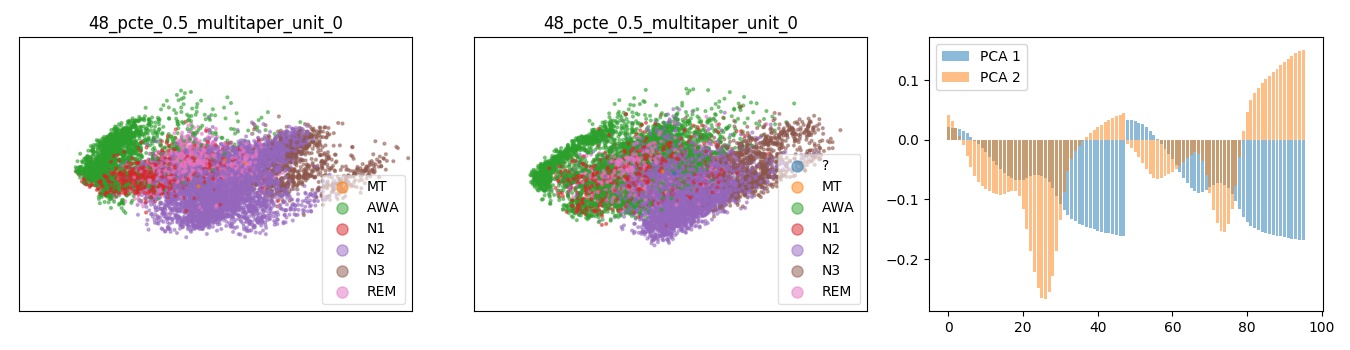 48_pcte_0.5_multitaper_unit_0
MT
AWA
N1
N2
N3
REM
48_pcte_0.5_multitaper_unit_0
?
MT
AWA
N1
N2
N3
REM
PCA 1
PCA 2
0.1
0.0
−0.1
−0.2
0 20 40 60 80 100